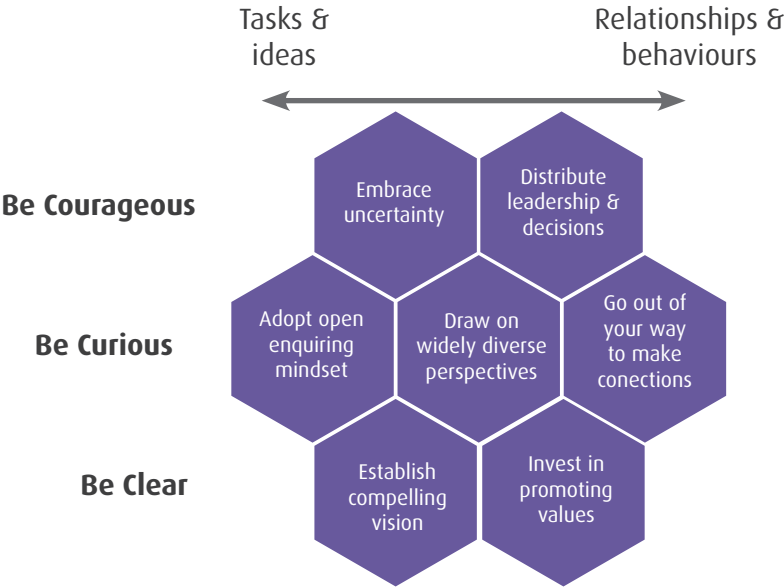 Tasks &
ideas
Relationships &
behaviours
Be Courageous
Embrace
uncertainty
Distribute
leadership &
decisions
Be Curious
Adopt open
enquiring
mindset
Draw on
widely diverse
perspectives
Go out of
your way
to make
conections
Be Clear
Establish
compelling
vision
Invest in
promoting
values